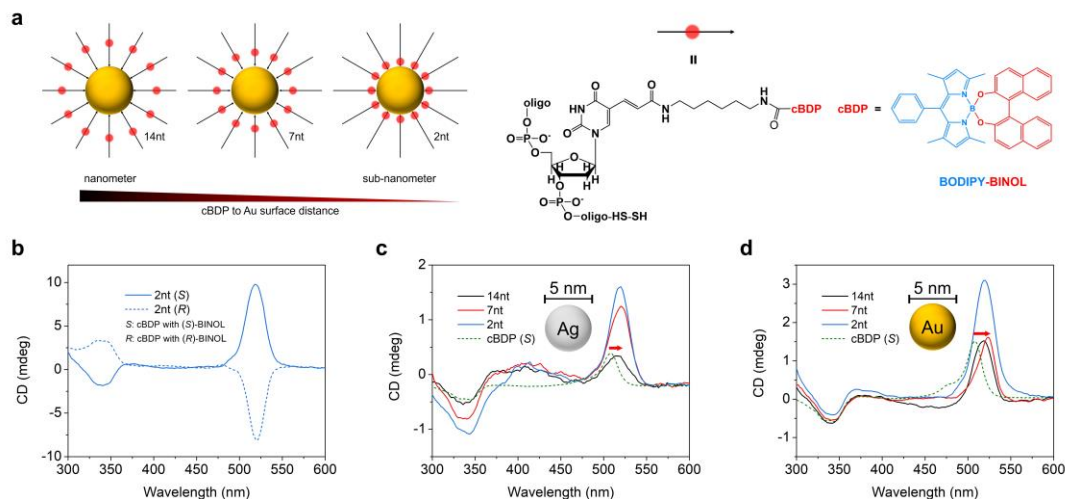 a
14nt
7nt
2nt
nanometer
sub-nanometer
cBDP to Au surface distance
II
oligo
O
O
P
O-
O
HN
O
N
O
N
H
H
N
O
cBDP
H
H
H
H
O
O
P
O-
O
oligo-HS-SH
cBDP =
N
N
B
O
O
BODIPY-BINOL
b
CD (mdeg)
10
5
0
-5
-10
2nt (S)
2nt (R)
S: cBDP with (S)-BINOL
R: cBDP with (R)-BINOL
300 350 400 450 500 550 600
Wavelength (nm)
c
CD (mdeg)
2
1
0
-1
14nt
7nt
2nt
cBDP (S)
5 nm
Ag
300 350 400 450 500 550 600
Wavelength (nm)
d
CD (mdeg)
3
2
1
0
-1
14nt
7nt
2nt
cBDP (S)
5 nm
Au
300 350 400 450 500 550 600
Wavelength (nm)